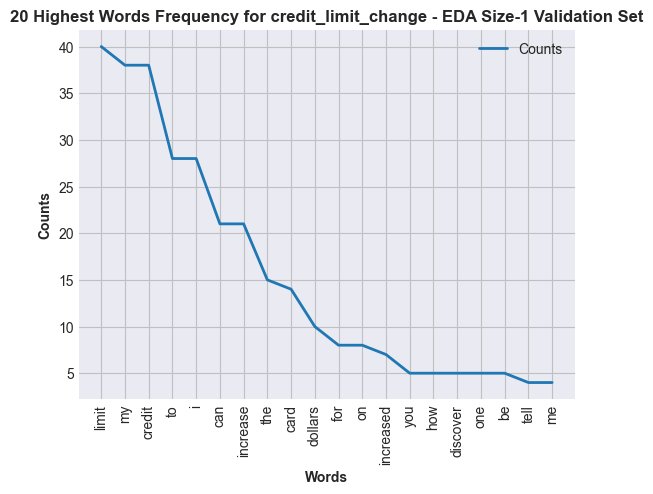 20 Highest Words Frequency for credit_limit_change - EDA Size-1 Validation Set
Counts
40
35
30
25
20
15
10
5
Counts
limit
my
credit
to
i
can
increase
the
card
dollars
for
on
increased
you
how
discover
one
be
tell
me
Words